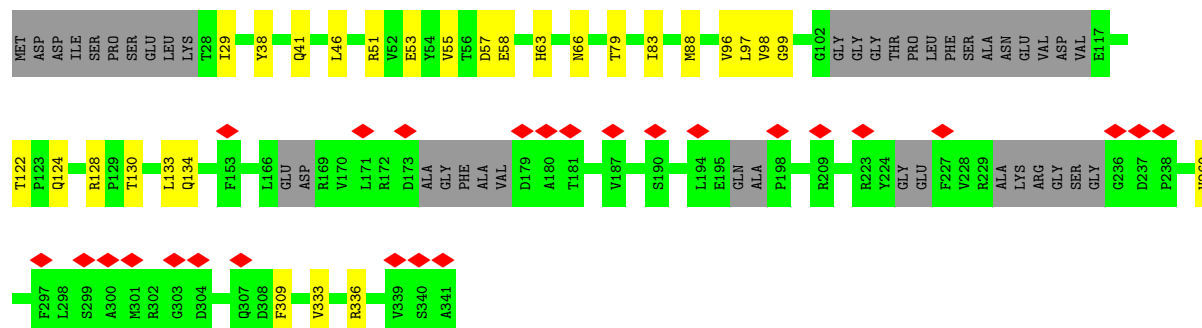 MET ASP ASP ILE SER PRO SER GLU LEU LYS T28 I29 Y38 Q41 L46 R51 V52 E53 Y54 V55 T56 D57 E58 H63 N66 T79 I83 M88 V96 L97 V98 G99 G102 GLY GLY GLY THR PRO LEU PHE SER ALA ASN GLU VAL ASP VAL E117
T122 P123 Q124 R128 P129 T130 L133 Q134 F153 L166 GLU ASP R169 V170 L171 R172 D173 ALA GLY PHE ALA VAL D179 A180 T181 V187 S190 L194 E195 GLN ALA P198 R209 R223 Y224 GLY GLU F227 V228 R229 ALA LYS ARG GLY SER GLY G236 D237 P238
F297 L298 S299 A300 M301 R302 G303 D304 Q307 D308 F309 V333 R336 V339 S340 A341